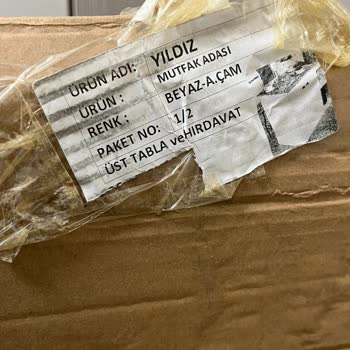 ÜRÜN ADI: YILDIZ
ÜRÜN : MUTFAK ADASI
RENK : BEYAZ-A.ÇAM
PAKET NO: 1/2
ÜST TABLA veHIRDAVAT